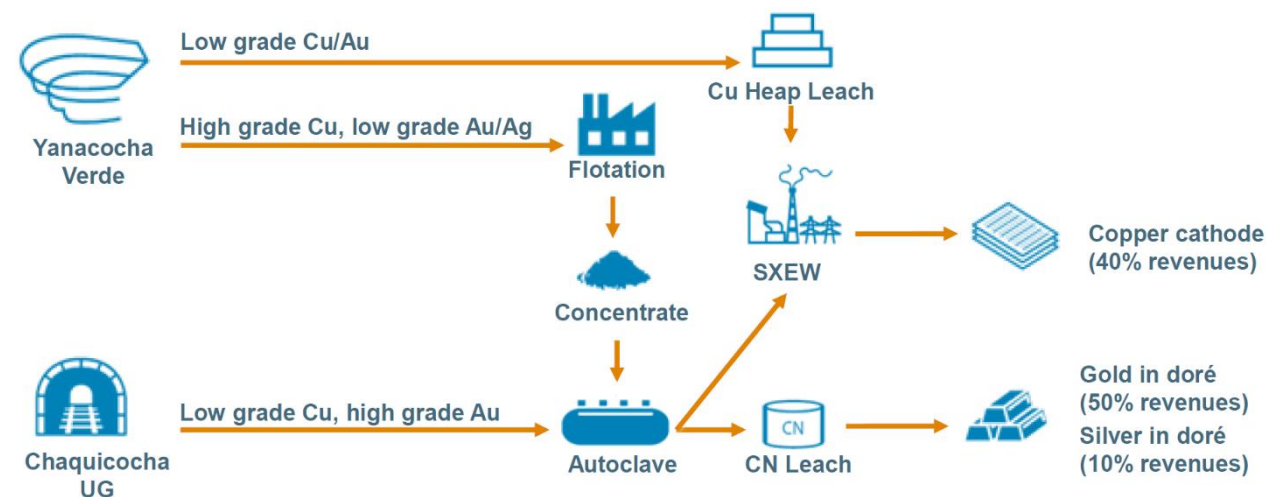 Low grade Cu/Au
Cu Heap Leach
Yanacocha
Verde
High grade Cu, low grade Au/Ag
Flotation
SXEW
Copper cathode
(40% revenues)
Concentrate
Chaquicocha
UG
Low grade Cu, high grade Au
Autoclave
CN
CN Leach
Gold in doré
(50% revenues)
Silver in doré
(10% revenues)